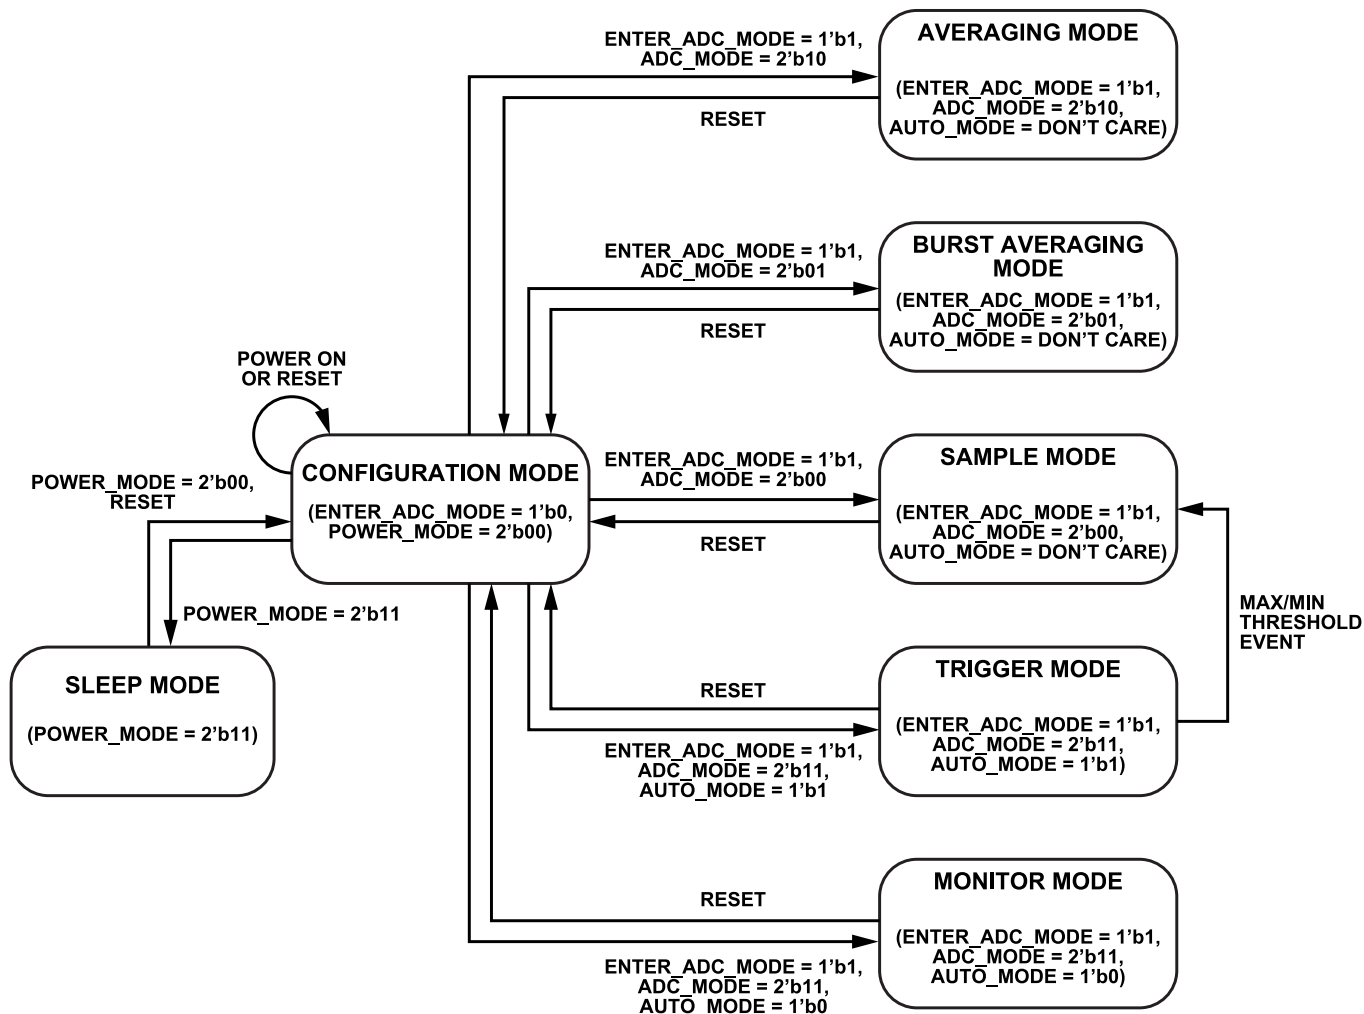 ENTER_ADC_MODE = 1'b1,
ADC_MODE = 2'b10
RESET
AVERAGING MODE
(ENTER_ADC_MODE = 1'b1,
ADC_MODE = 2'b10,
AUTO_MODE = DON'T CARE)
ENTER_ADC_MODE = 1'b1,
ADC_MODE = 2'b01
RESET
BURST AVERAGING
MODE
(ENTER_ADC_MODE = 1'b1,
ADC_MODE = 2'b01,
AUTO_MODE = DON'T CARE)
POWER ON
OR RESET
POWER_MODE = 2'b00,
RESET
CONFIGURATION MODE
(ENTER_ADC_MODE = 1'b0,
POWER_MODE = 2'b00)
ENTER_ADC_MODE = 1'b1,
ADC_MODE = 2'b00
RESET
SAMPLE MODE
(ENTER_ADC_MODE = 1'b1,
ADC_MODE = 2'b00,
AUTO_MODE = DON'T CARE)
MAX/MIN
THRESHOLD
EVENT
POWER_MODE = 2'b11
SLEEP MODE
(POWER_MODE = 2'b11)
RESET
ENTER_ADC_MODE = 1'b1,
ADC_MODE = 2'b11,
AUTO_MODE = 1'b1
TRIGGER MODE
(ENTER_ADC_MODE = 1'b1,
ADC_MODE = 2'b11,
AUTO_MODE = 1'b1)
RESET
ENTER_ADC_MODE = 1'b1,
ADC_MODE = 2'b11,
AUTO_MODE = 1'b0
MONITOR MODE
(ENTER_ADC_MODE = 1'b1,
ADC_MODE = 2'b11,
AUTO_MODE = 1'b0)